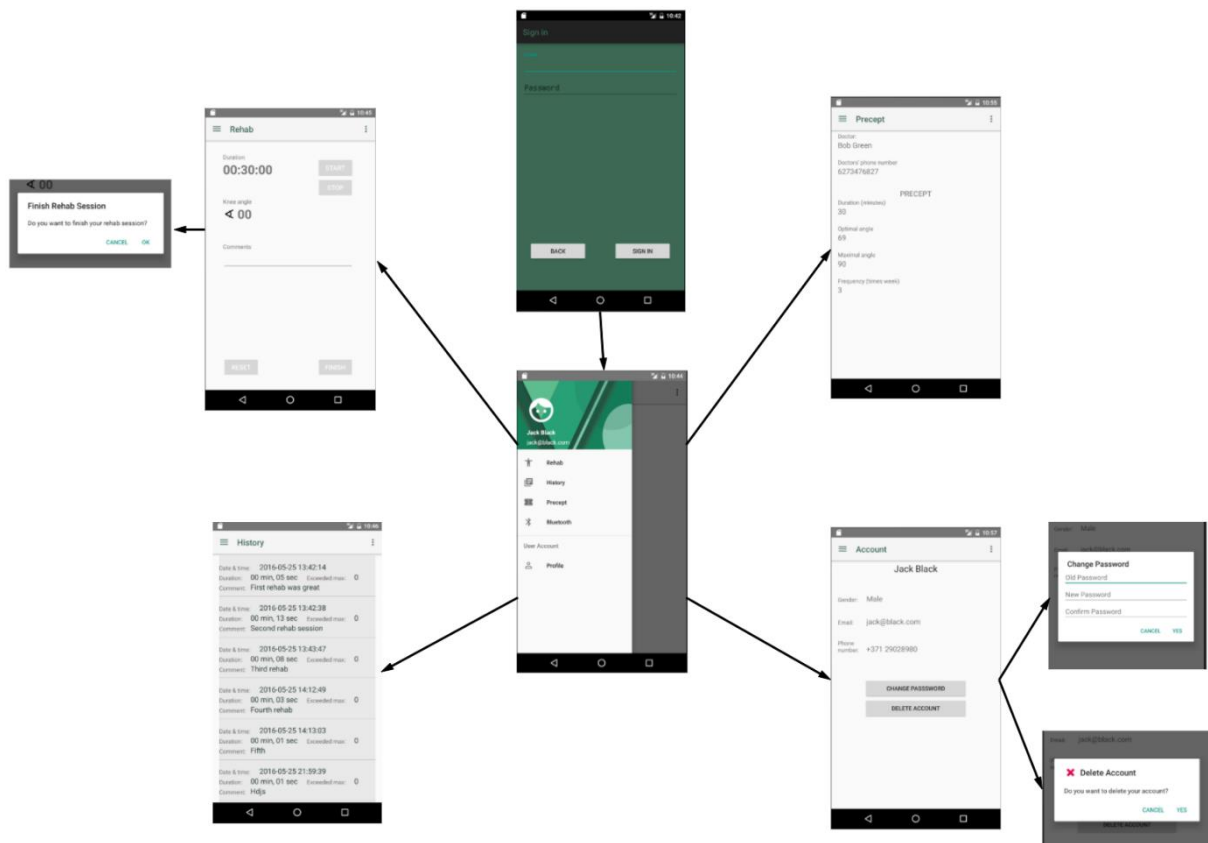 10:42
Sign in
Password
BACK SIGN IN
10:45
Rehab
Duration
00:30:00
START
STOP
Knee angle
00
Comments
RESET FINISH
00
Finish Rehab Session
Do you want to finish your rehab session?
CANCEL OK
10:55
Precept
Doctor:
Bob Green
Doctors' phone number
6273476827
PRECEPT
Duration (minutes)
30
Optimal angle
69
Maximal angle
90
Frequency (times week)
3
10:44
Jack Black
jack@black.com
Rehab
History
Precept
Bluetooth
User Account
Profile
10:46
History
Date & time: 2016-05-25 13:42:14
Duration: 00 min, 05 sec Exceeded max: 0
Comment: First rehab was great
Date & time: 2016-05-25 13:42:38
Duration: 00 min, 13 sec Exceeded max: 0
Comment: Second rehab session
Date & time: 2016-05-25 13:43:47
Duration: 00 min, 08 sec Exceeded max: 0
Comment: Third rehab
Date & time: 2016-05-25 14:12:49
Duration: 00 min, 03 sec Exceeded max: 0
Comment: Fourth rehab
Date & time: 2016-05-25 14:13:03
Duration: 00 min, 01 sec Exceeded max: 0
Comment: Fifth
Date & time: 2016-05-25 21:59:39
Duration: 00 min, 01 sec Exceeded max: 0
Comment: Hdjs
10:57
Account
Jack Black
Gender: Male
Email: jack@black.com
Phone
number: +371 29028980
CHANGE PASSSWORD
DELETE ACCOUNT
Gender: Male
jack@black.com
Change Password
Old Password
New Password
Confirm Password
CANCEL YES
Email: jack@black.com
Delete Account
Do you want to delete your account?
CANCEL YES
DELETE ACCOUNT